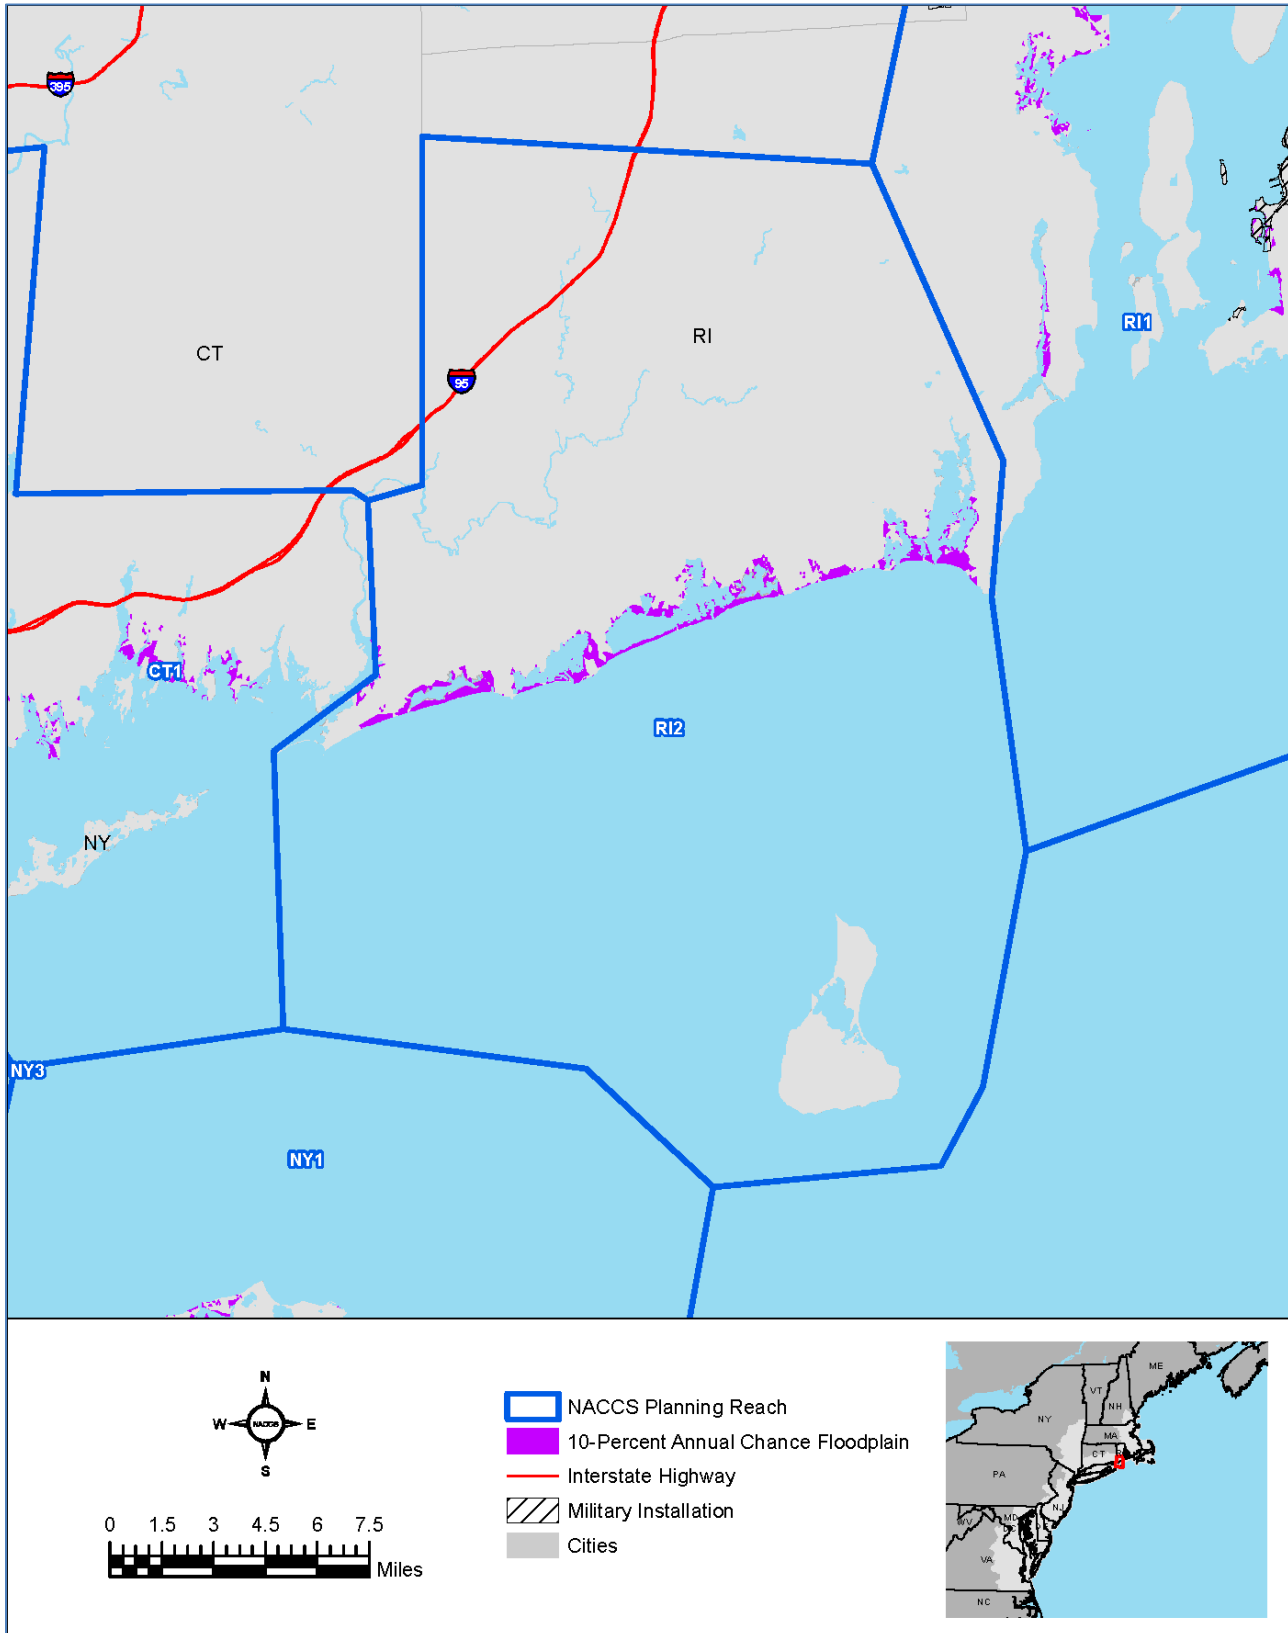 395
CT
RI
RI1
95
CT1
RI2
NY
NY3
NY1
N
W NACCS E
S
0 1.5 3 4.5 6 7.5
Miles
NACCS Planning Reach
10-Percent Annual Chance Floodplain
Interstate Highway
Military Installation
Cities
ME
VT
NH
NY
MA
CT
PA
NJ
MD
WV
DC
VA
NC